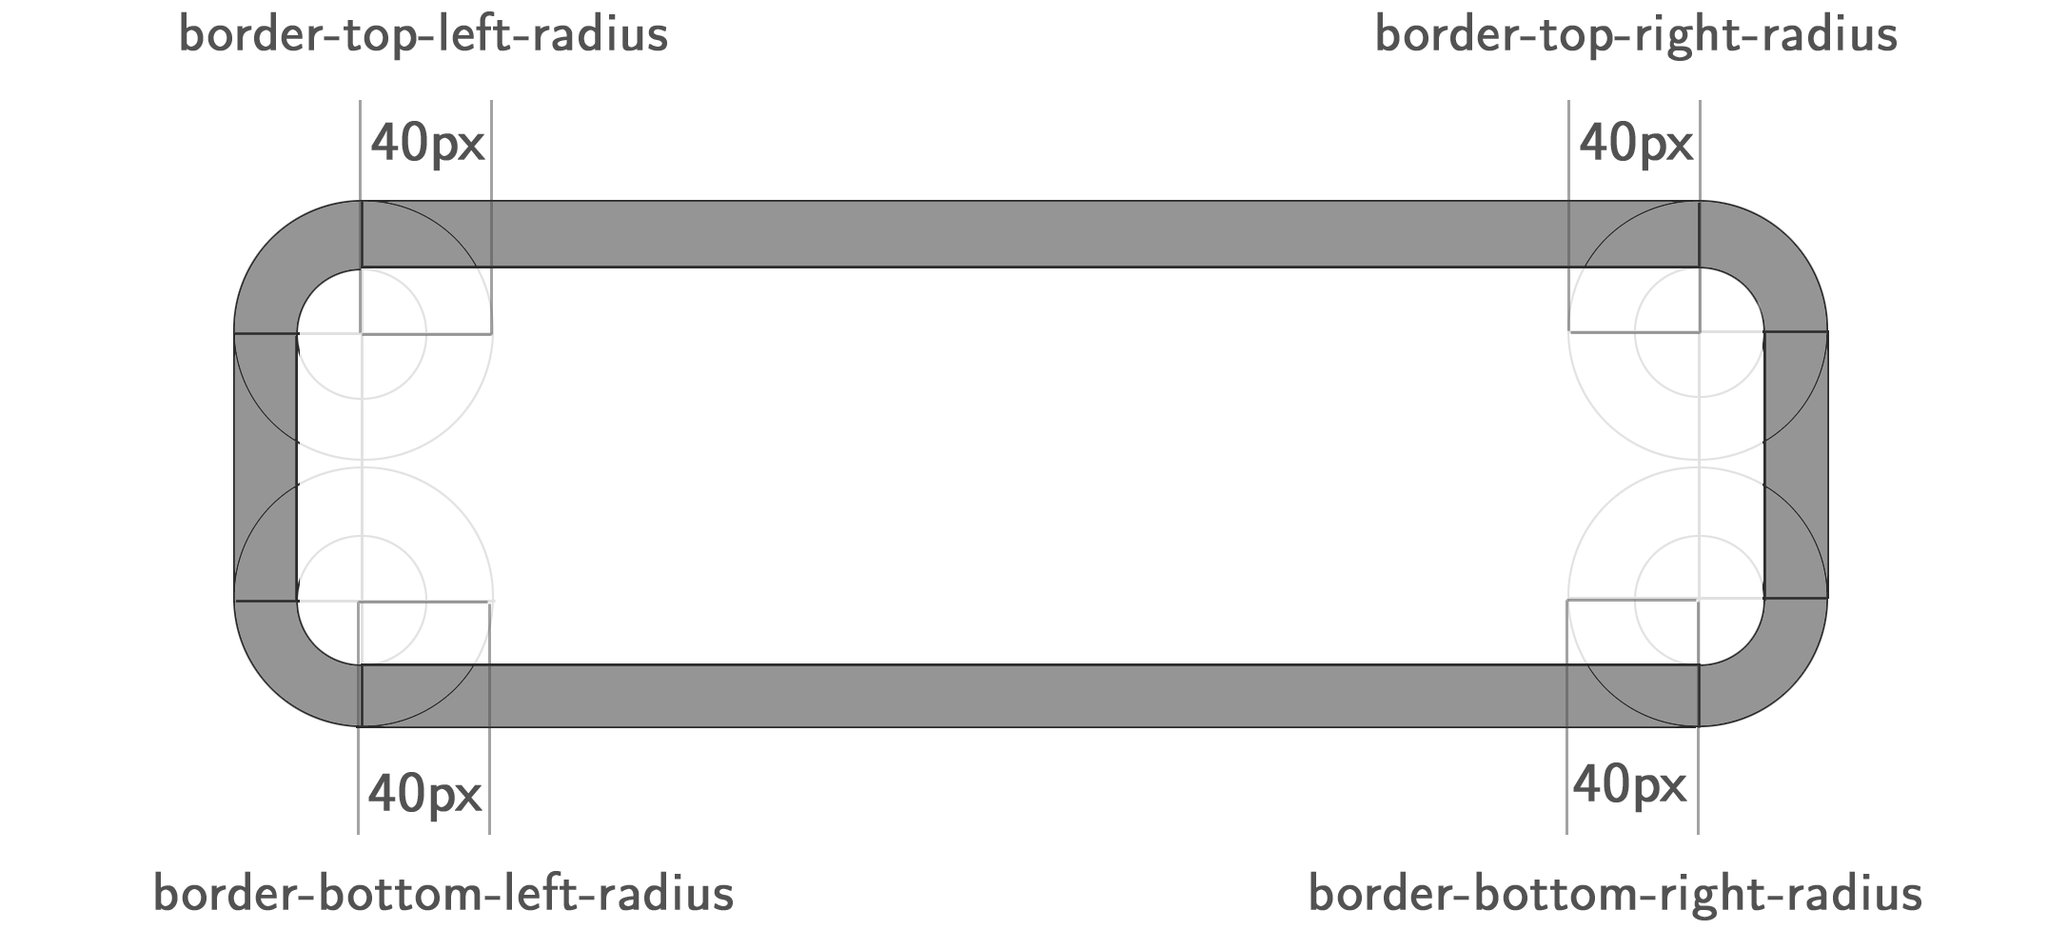 border-top-left-radius
border-top-right-radius
40px
40px
40px
40px
border-bottom-left-radius
border-bottom-right-radius